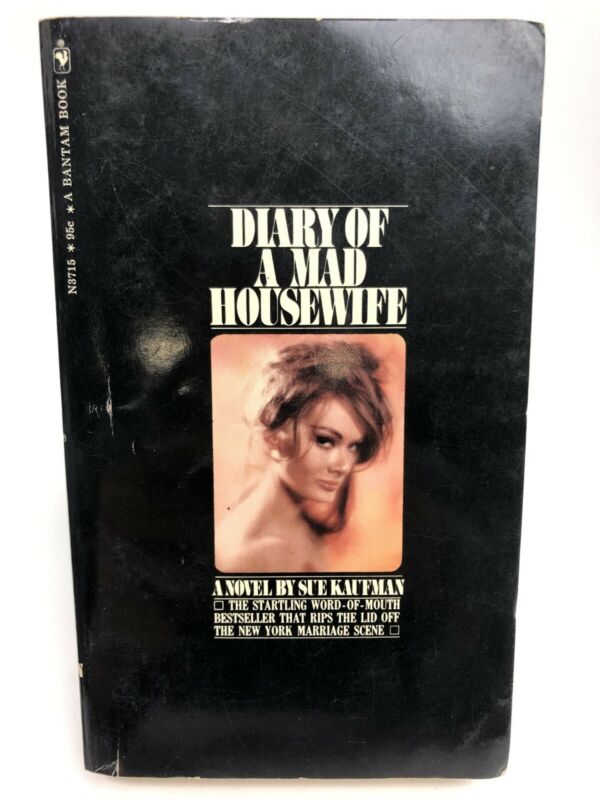 N3715 * 95c * A BANTAM BOOK
DIARY OF
A MAD
HOUSEWIFE
A NOVEL BY SUE KAUFMAN
□ THE STARTLING WORD-OF-MOUTH
BESTSELLER THAT RIPS THE LID OFF
THE NEW YORK MARRIAGE SCENE □